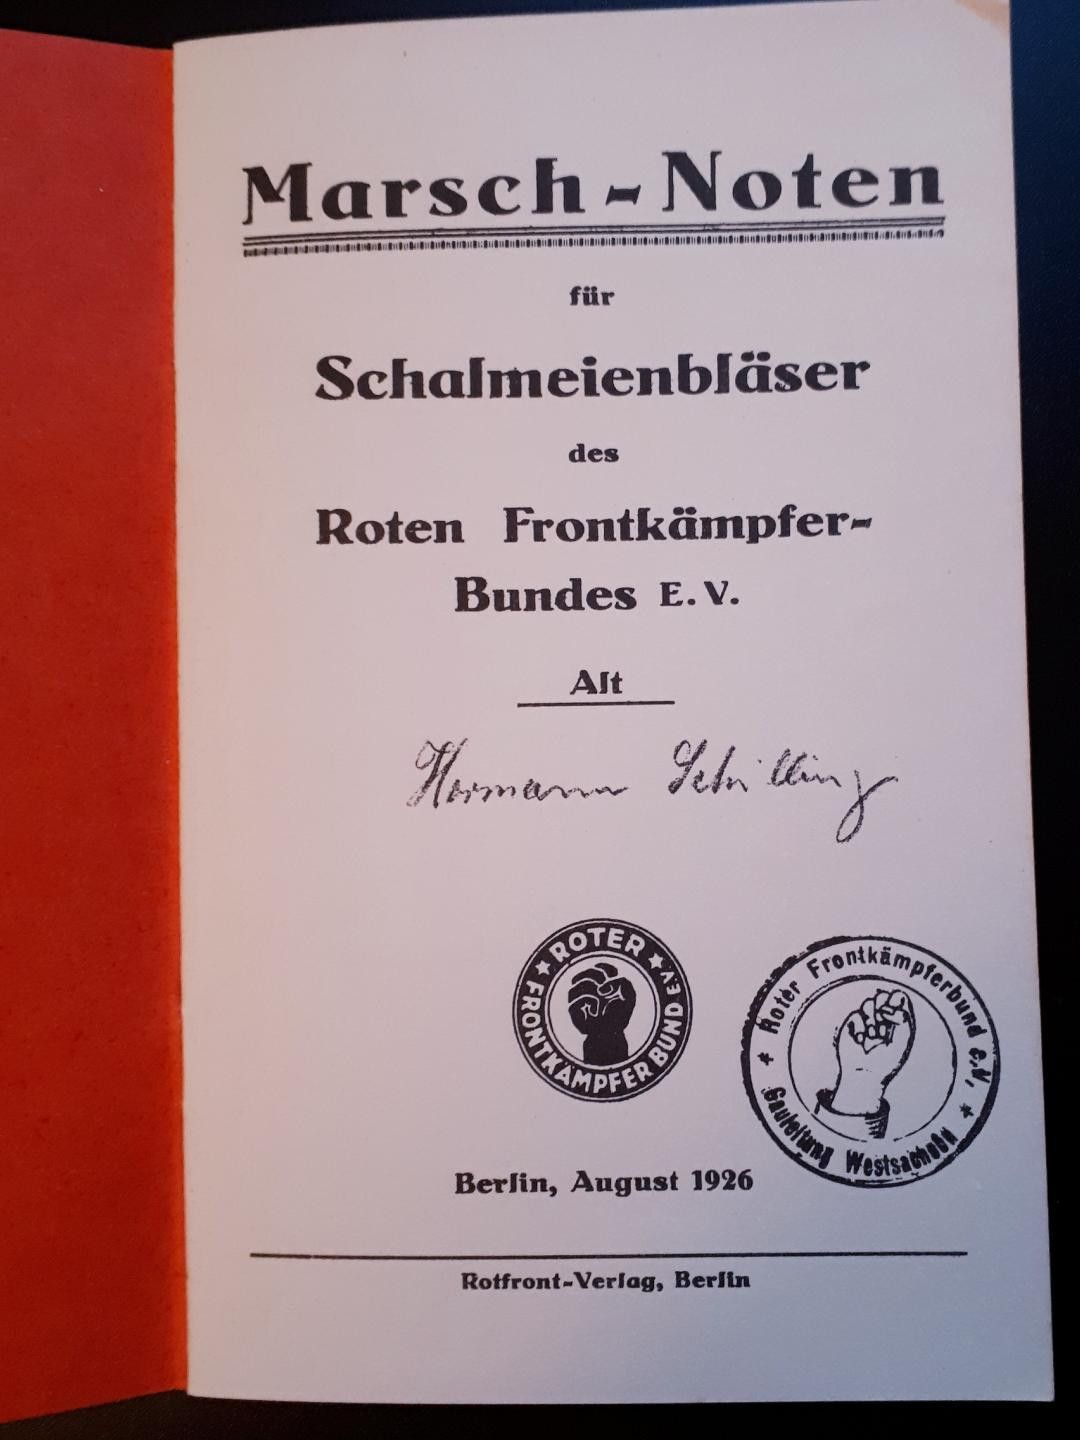 Marsch-Noten
für
Schalmeienbläser
des
Roten Frontkämpfer-
Bundes E. V.
Alt
Hermann Schilling
ROTER FRONTKÄMPFER BUND E.V.
Roter Frontkämpferbund e.V.
Gauleitung Westsachsen
Berlin, August 1926
Rotfront-Verlag, Berlin